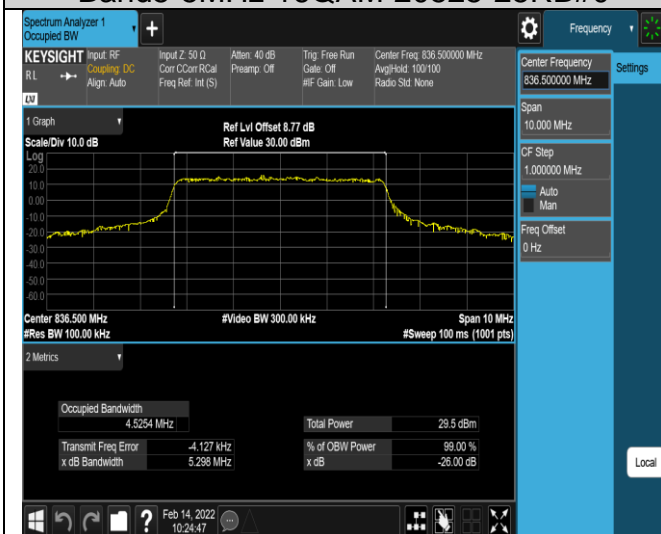 Band5-5MHz-16QAM-20525-25RB#0
Spectrum Analyzer 1
Occupied BW
Frequency
KEYSIGHT
R L
Input: RF
Coupling: DC
Align: Auto
Input Z: 50 Ω
Corr CCorr RCal
Freq Ref: Int (S)
Atten: 40 dB
Preamp: Off
Trig: Free Run
Gate: Off
#IF Gain: Low
Center Freq: 836.500000 MHz
Avg|Hold: 100/100
Radio Std: None
Center Frequency
836.500000 MHz
Settings
Span
10.000 MHz
CF Step
1.000000 MHz
Auto
Man
Freq Offset
0 Hz
1 Graph
Scale/Div 10.0 dB
Ref Lvl Offset 8.77 dB
Ref Value 30.00 dBm
Log
20.0
10.0
0.00
-10.0
-20.0
-30.0
-40.0
-50.0
-60.0
Center 836.500 MHz
#Res BW 100.00 kHz
#Video BW 300.00 kHz
Span 10 MHz
#Sweep 100 ms (1001 pts)
2 Metrics
Occupied Bandwidth
4.5254 MHz
Total Power 29.5 dBm
Transmit Freq Error -4.127 kHz
% of OBW Power 99.00 %
x dB Bandwidth 5.298 MHz
x dB -26.00 dB
Local
Feb 14, 2022
10:24:47